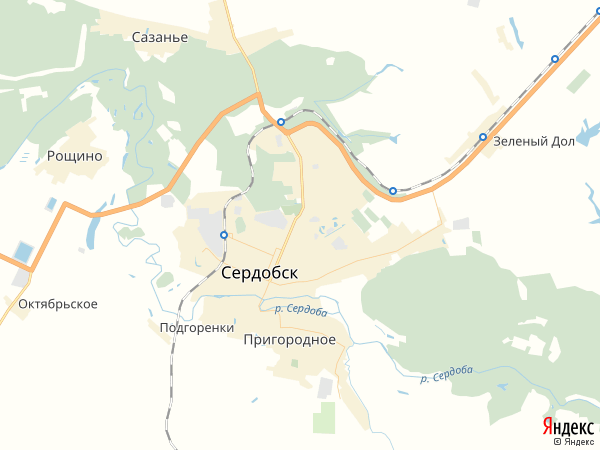 Сазанье
Зеленый Дол
Рощино
Сердобск
Октябрьское
р. Сердоба
Подгоренки
Пригородное
р. Сердоба
Яндекс
© Яндекс